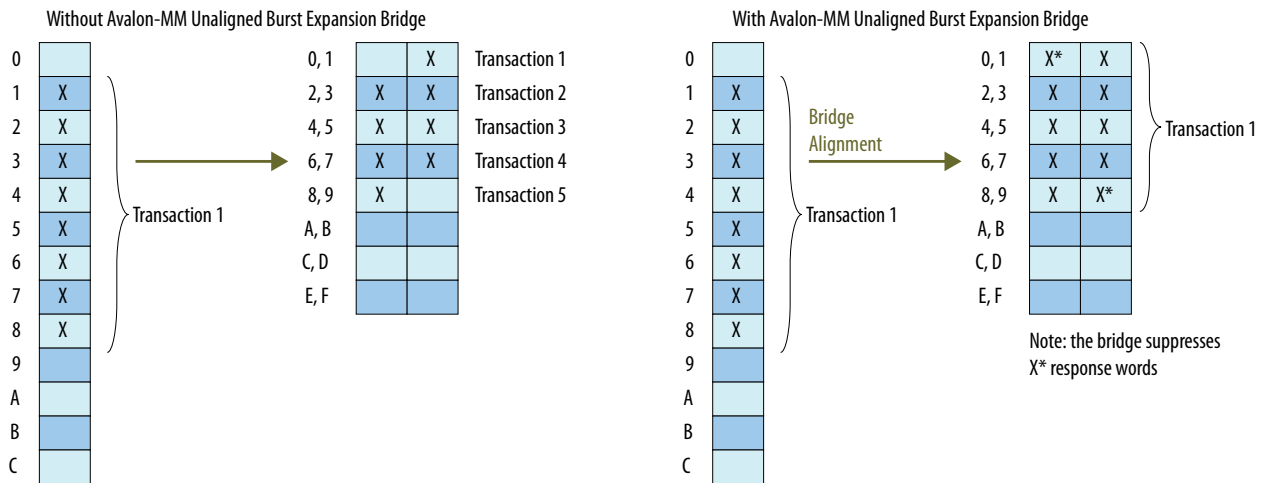 Without Avalon-MM Unaligned Burst Expansion Bridge
0
1 X
2 X
3 X
4 X
5 X
6 X
7 X
8 X
9
A
B
C
Transaction 1
0, 1 X Transaction 1
2, 3 X X Transaction 2
4, 5 X X Transaction 3
6, 7 X X Transaction 4
8, 9 X Transaction 5
A, B
C, D
E, F
With Avalon-MM Unaligned Burst Expansion Bridge
0
1 X
2 X
3 X
4 X
5 X
6 X
7 X
8 X
9
A
B
C
Transaction 1
Bridge
Alignment
0, 1 X* X
2, 3 X X
4, 5 X X
6, 7 X X
8, 9 X X*
A, B
C, D
E, F
Transaction 1
Note: the bridge suppresses
X* response words